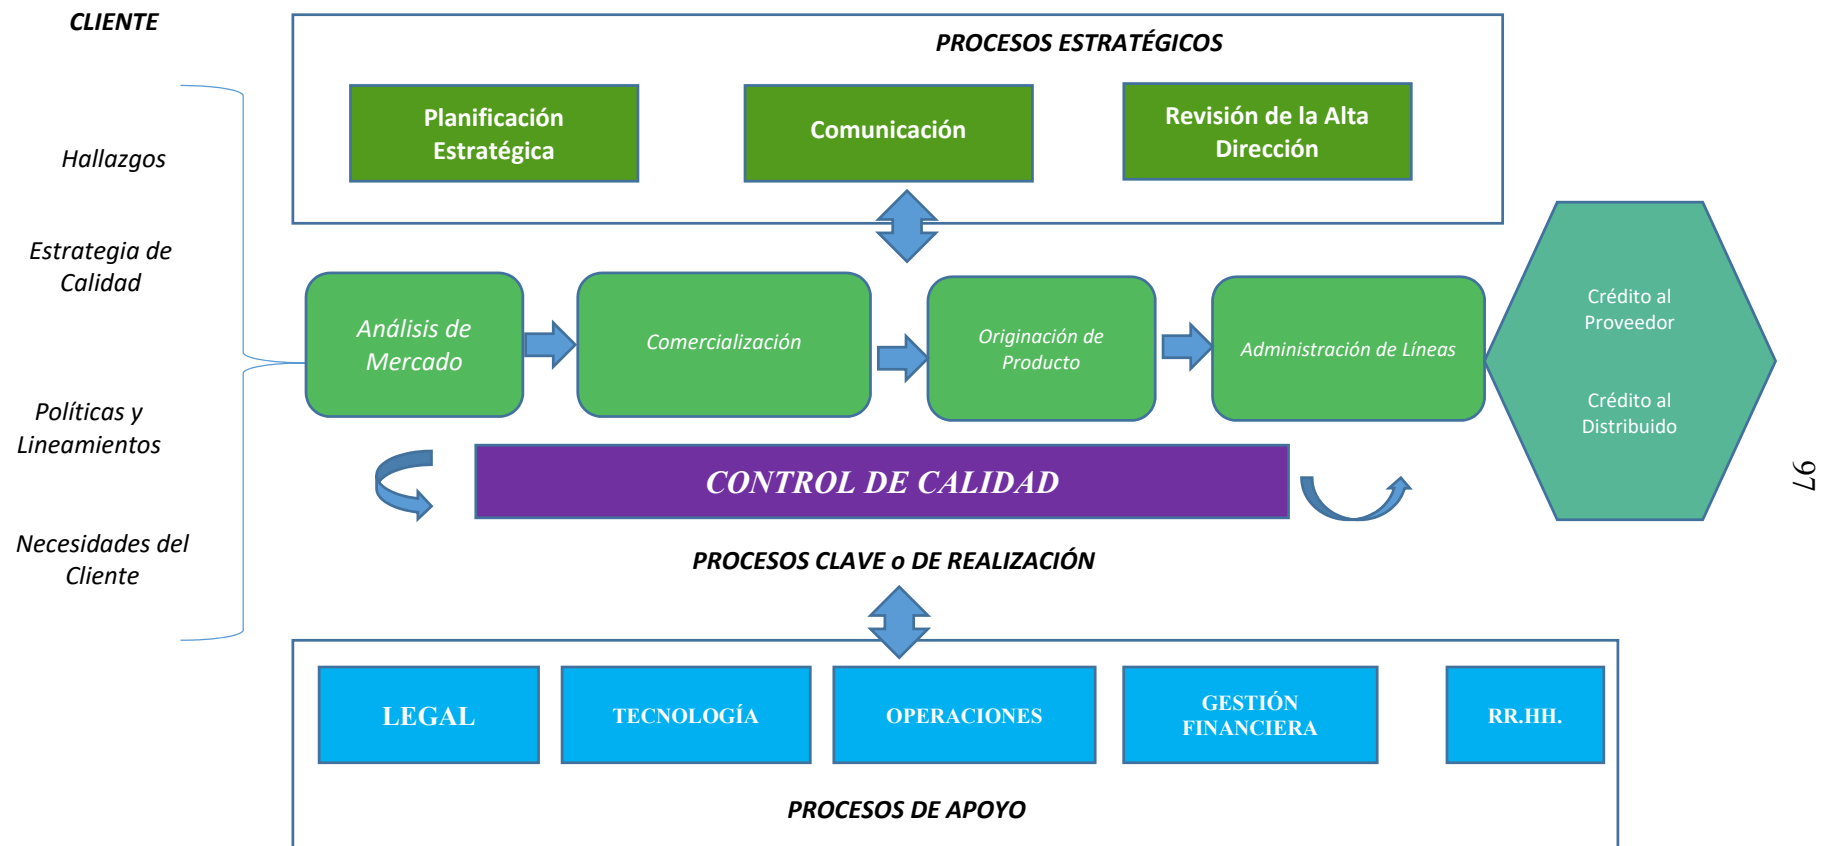 CLIENTE
Hallazgos
Estrategia de
Calidad
Políticas y
Lineamientos
Necesidades del
Cliente
PROCESOS ESTRATÉGICOS
Planificación
Estratégica
Comunicación
Revisión de la Alta
Dirección
Análisis de
Mercado
Comercialización
Originación de
Producto
Administración de Líneas
Crédito al
Proveedor
Crédito al
Distribuido
CONTROL DE CALIDAD
PROCESOS CLAVE o DE REALIZACIÓN
LEGAL
TECNOLOGÍA
OPERACIONES
GESTIÓN
FINANCIERA
RR.HH.
PROCESOS DE APOYO
97